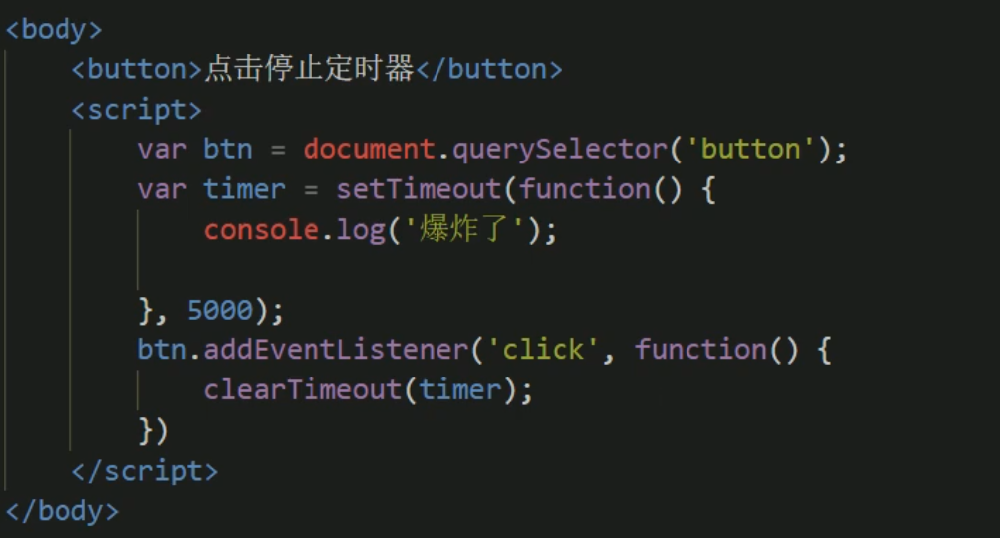 <body>
<button>点击停止定时器</button>
<script>
var btn = document.querySelector('button');
var timer = setTimeout(function() {
console.log('爆炸了');
}, 5000);
btn.addEventListener('click', function() {
clearTimeout(timer);
})
</script>
</body>